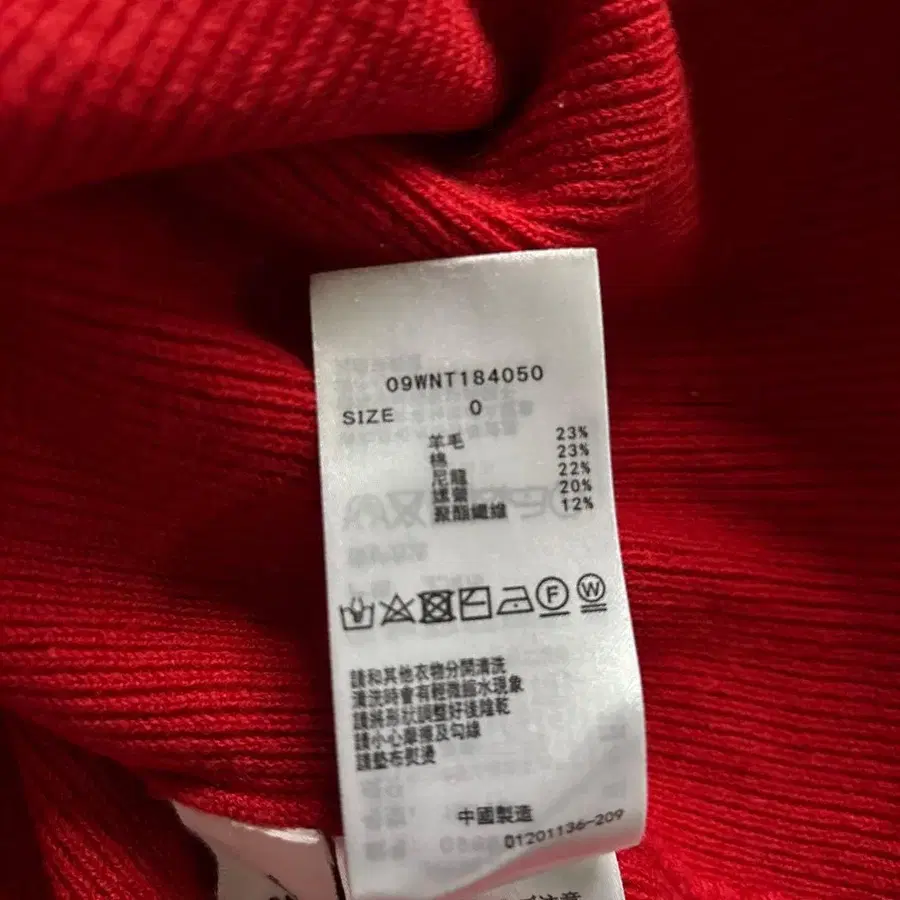 09WNT184050
SIZE 0
羊毛 23%
棉 23%
尼龍 22%
嫘縈 20%
聚酯纖維 12%
F W
請和其他衣物分開清洗
清洗時會有輕微縮水現象
請將形狀調整好後陰乾
請小心摩擦及勾線
請墊布熨燙
中國製造
01201136-209